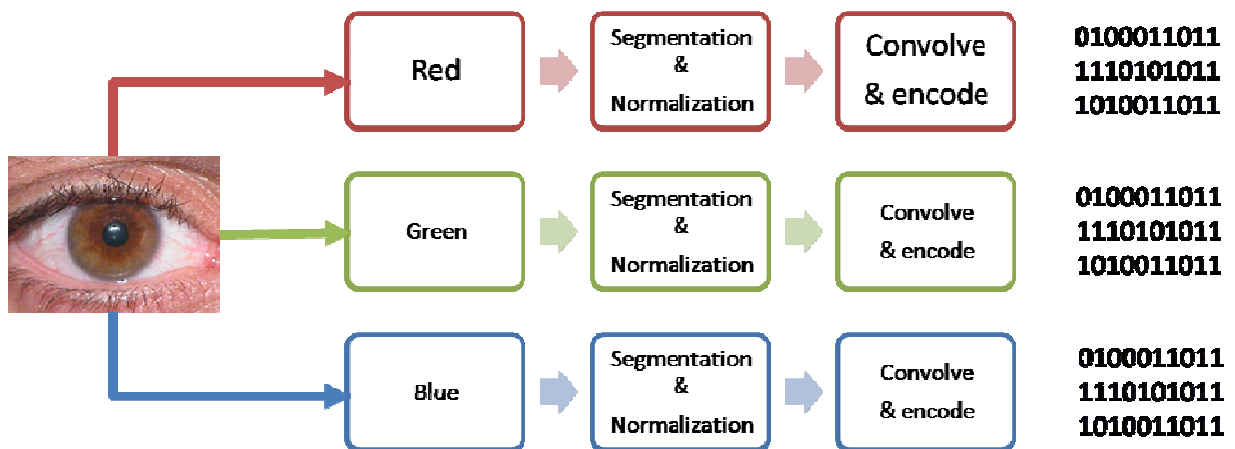 Red
Segmentation
&
Normalization
Convolve
& encode
0100011011
1110101011
1010011011
Green
Segmentation
&
Normalization
Convolve
& encode
0100011011
1110101011
1010011011
Blue
Segmentation
&
Normalization
Convolve
& encode
0100011011
1110101011
1010011011